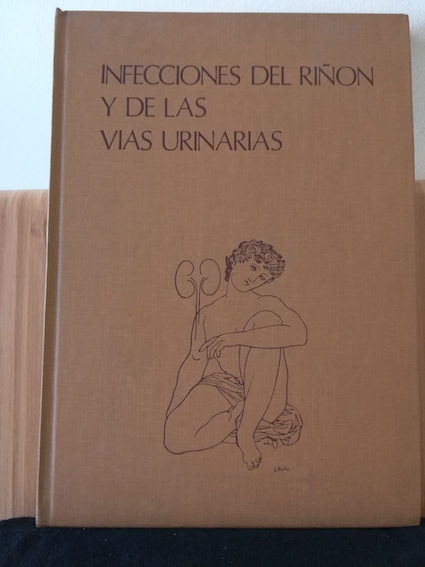 INFECCIONES DEL RIÑON
Y DE LAS
VIAS URINARIAS